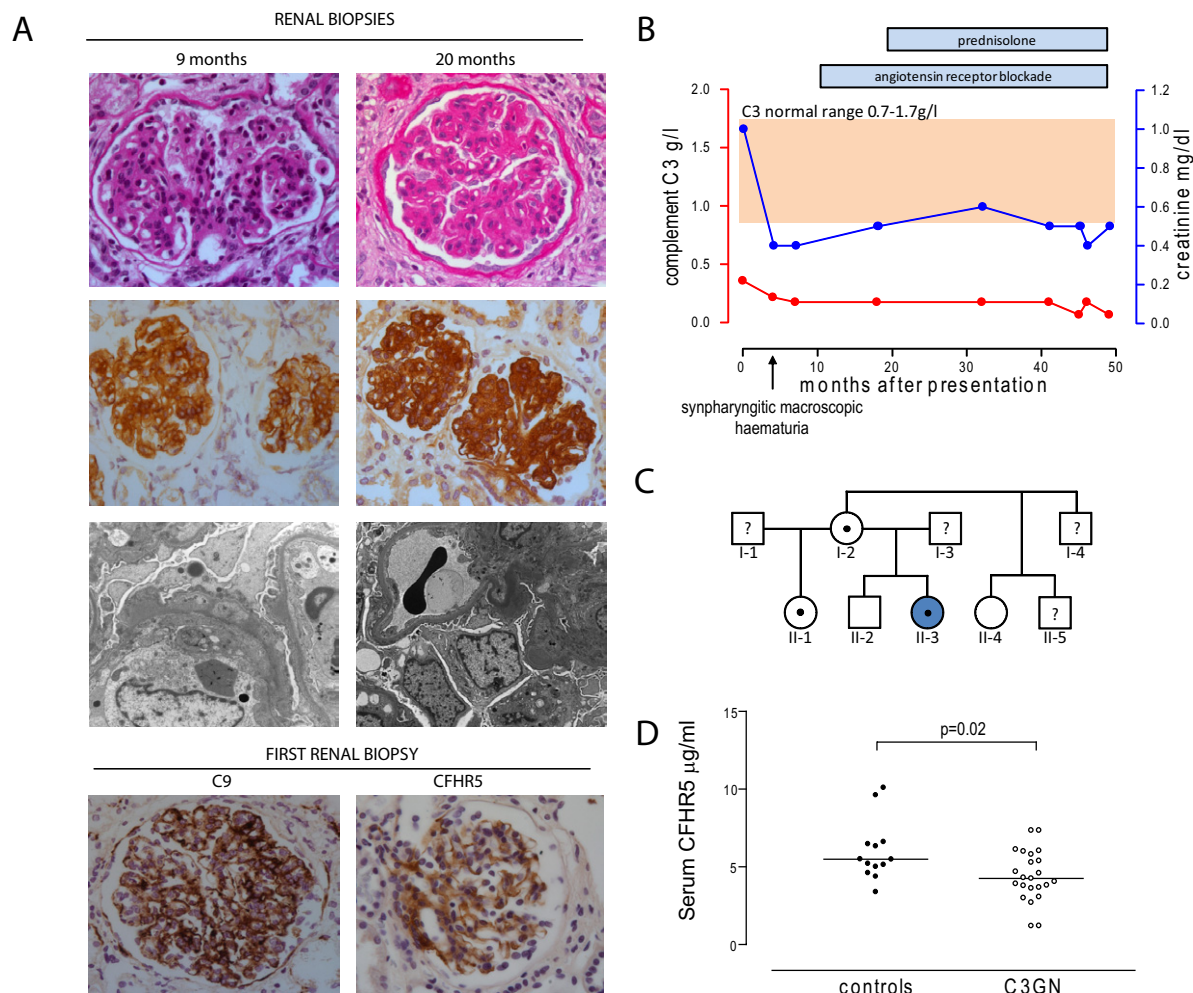 A
RENAL BIOPSIES
9 months
20 months
FIRST RENAL BIOPSY
C9
CFHR5
B
prednisolone
angiotensin receptor blockade
C3 normal range 0.7-1.7g/l
complement C3 g/l
2.0
1.5
1.0
0.5
0.0
creatinine mg/dl
1.2
1.0
0.8
0.6
0.4
0.2
0.0
0 10 20 30 40 50
months after presentation
synpharyngitic macroscopic
haematuria
C
? ? ?
I-1 I-2 I-3 I-4
?
II-1 II-2 II-3 II-4 II-5
D
p=0.02
Serum CFHR5 µg/ml
15
10
5
0
controls C3GN